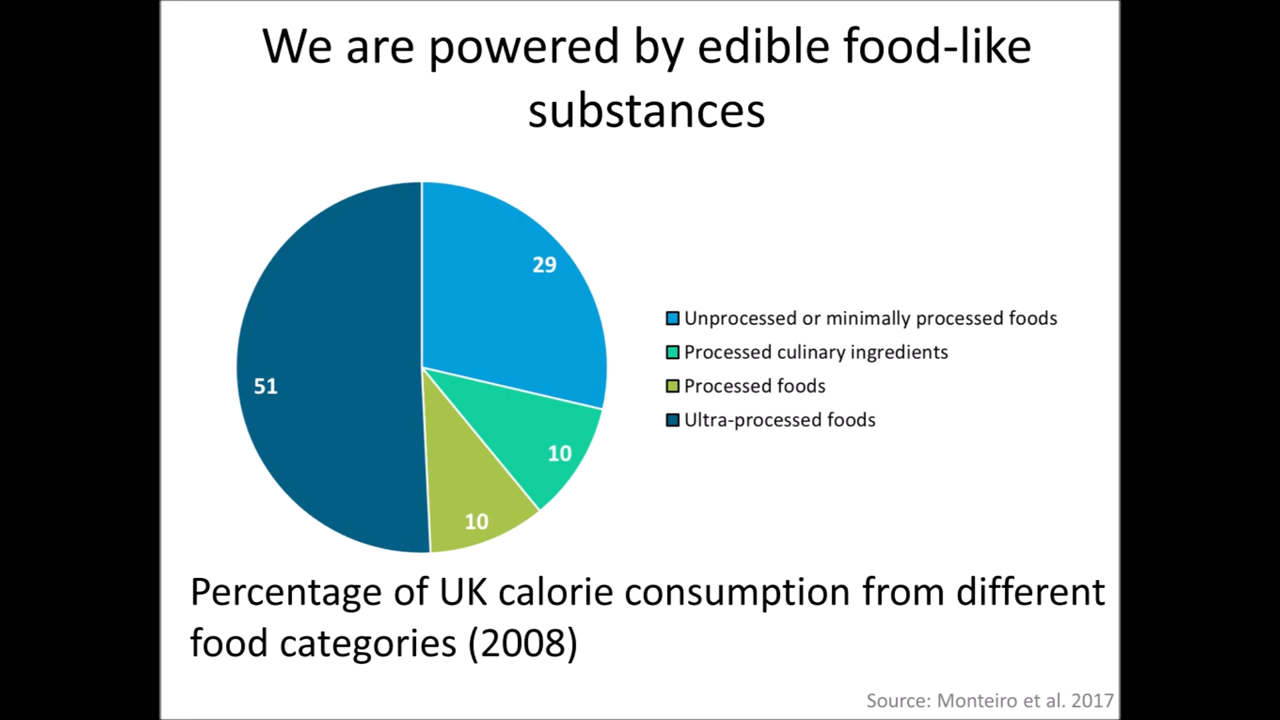 We are powered by edible food-like
substances
29
51
10
10
Unprocessed or minimally processed foods
Processed culinary ingredients
Processed foods
Ultra-processed foods
Percentage of UK calorie consumption from different
food categories (2008)
Source: Monteiro et al. 2017